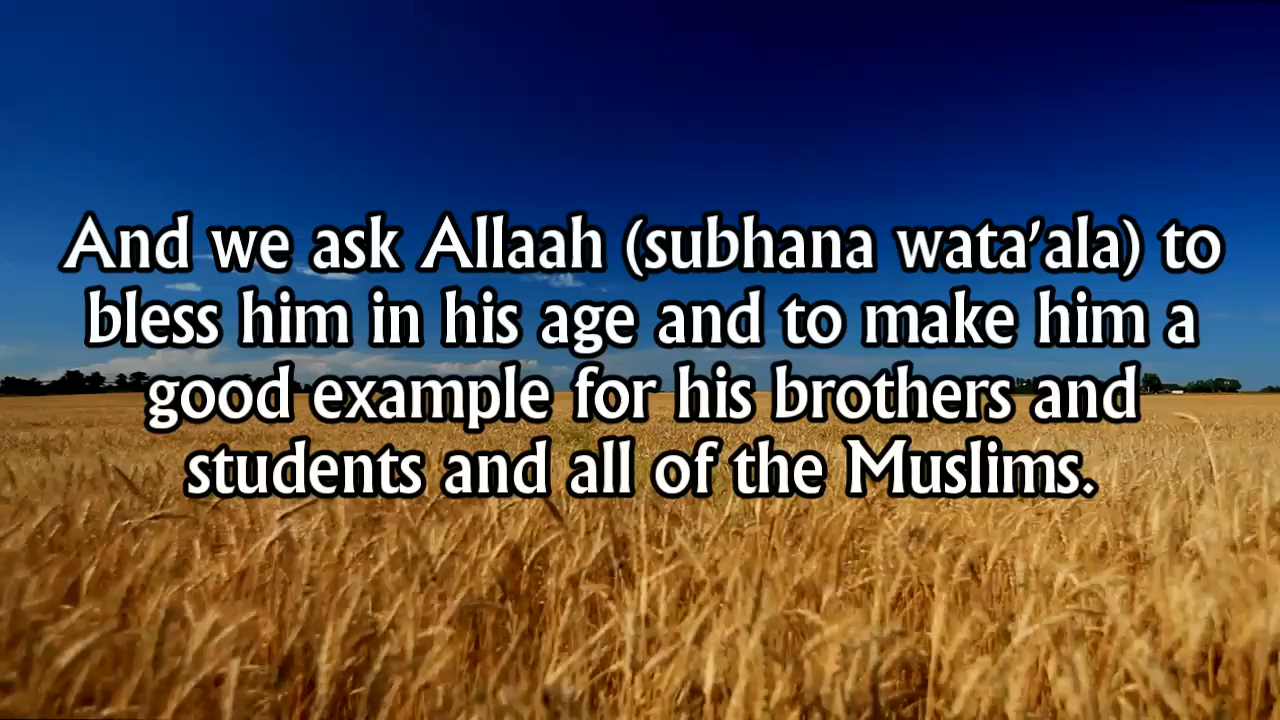 And we ask Allaah (subhana wata'ala) to
bless him in his age and to make him a
good example for his brothers and
students and all of the Muslims.